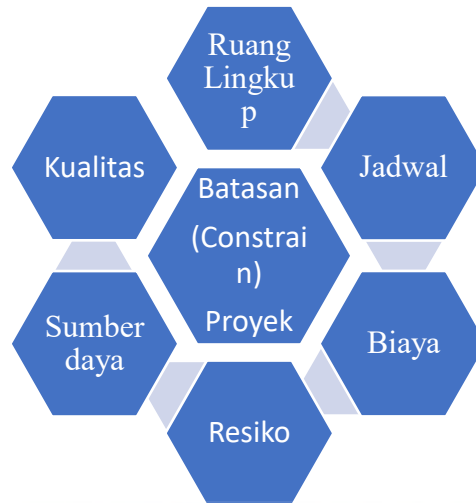 Ruang
Lingku
p
Jadwal
Biaya
Resiko
Sumber
daya
Kualitas
Batasan
(Constrai
n)
Proyek